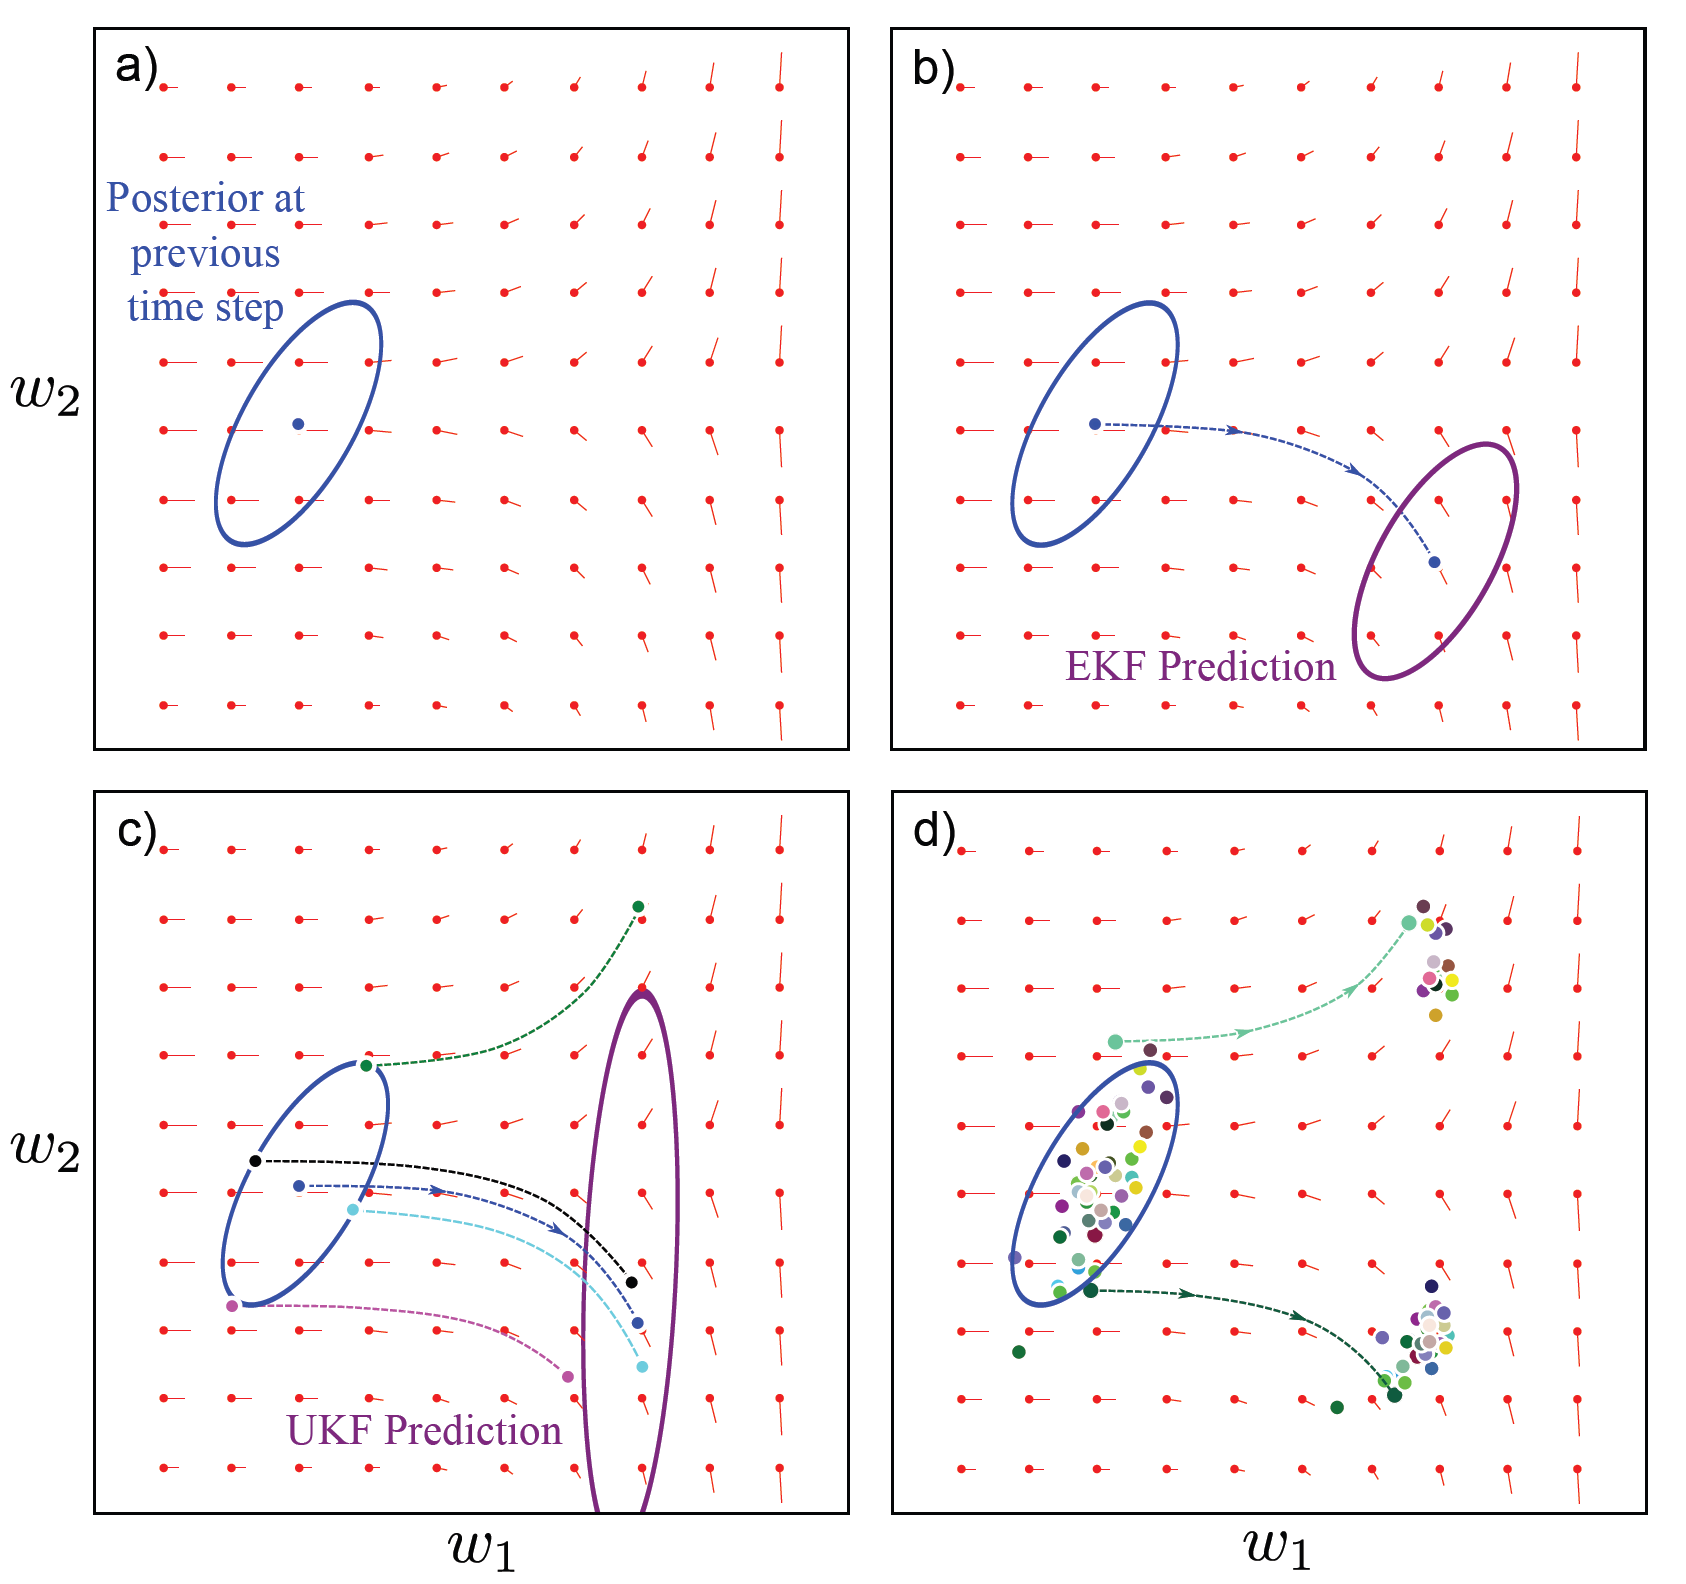 a)
b)
Posterior at
previous
time step
w₂
EKF Prediction
c)
d)
w₂
UKF Prediction
w₁
w₁